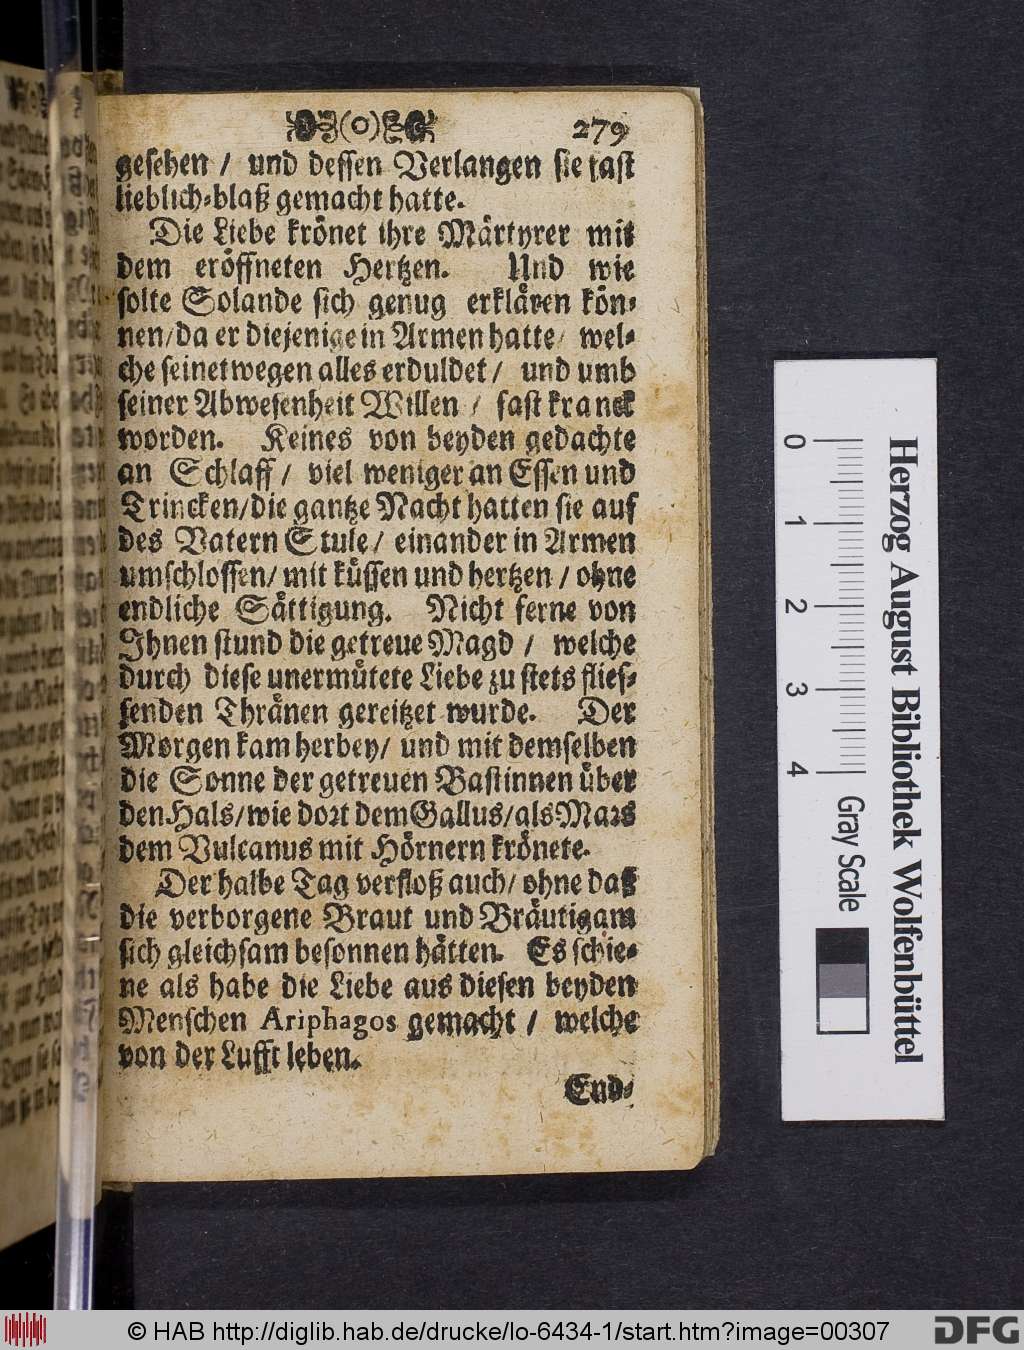 (o) 279
gesehen / und dessen Verlangen sie fast
lieblich-blaß gemacht hatte.
Die Liebe krönet ihre Märtyrer mit
dem eröffneten Hertzen. Und wie
solte Solande sich genug erklären kön-
nen/da er diejenige in Armen hatte/ wel-
che seinetwegen alles erduldet/ und umb
seiner Abwesenheit Willen / fast kranck
worden. Keines von beyden gedachte
an Schlaff/ viel weniger an Essen und
Trincken/die gantze Nacht hatten sie auf
des Vatern Stule/ einander in Armen
umschlossen/ mit küssen und hertzen / ohne
endliche Sättigung. Nicht ferne von
Ihnen stund die getreue Magd / welche
durch diese unermütete Liebe zu stets flies-
senden Thränen gereitzet wurde. Der
Morgen kam herbey/ und mit demselben
die Sonne der getreuen Bastinnen über
den Hals/wie dort dem Gallus/als Mars
dem Vulcanus mit Hörnern krönete.
Der halbe Tag verfloß auch/ ohne daß
die verborgene Braut und Bräutigam
sich gleichsam besonnen hätten. Es schie-
ne als habe die Liebe aus diesen beyden
Menschen Ariphagos gemacht / welche
von der Lufft leben.
End-
0 1 2 3 4 Gray Scale
Herzog August Bibliothek Wolfenbüttel
© HAB http://diglib.hab.de/drucke/lo-6434-1/start.htm?image=00307
DFG